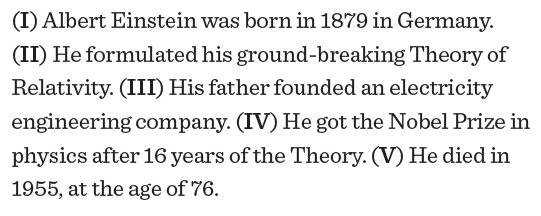 (I) Albert Einstein was born in 1879 in Germany.
(II) He formulated his ground-breaking Theory of
Relativity. (III) His father founded an electricity
engineering company. (IV) He got the Nobel Prize in
physics after 16 years of the Theory. (V) He died in
1955, at the age of 76.